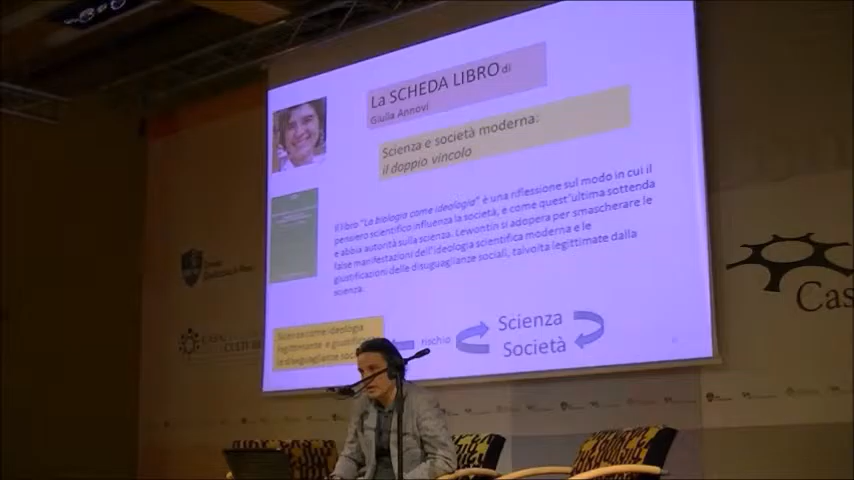 LA SCHEDA LIBRO di
Giulia Annovi
Scienza e società moderna:
il doppio vincolo
Il libro "La biologia come ideologia" è una riflessione sul modo in cui il
pensiero scientifico influenza la società, e come quest'ultima sottenda
e abbia autorità sulla scienza. Lewontin si adopera per smascherare le
false manifestazioni dell'ideologia scientifica moderna e le
giustificazioni delle disuguaglianze sociali, talvolta legittimate dalla
scienza.
come ideologia
legittimante e
le disuguaglianze
rischio
Scienza
Società
CASA
Cas